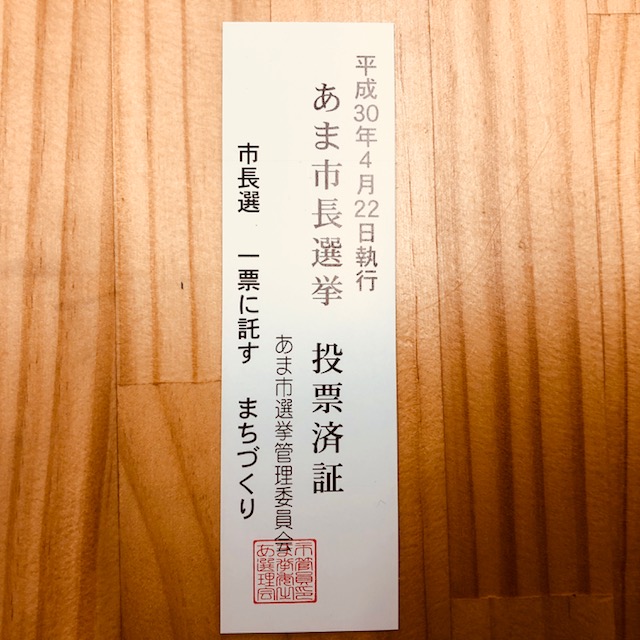 平成30年4月22日執行
あま市長選挙 投票済証
あま市選挙管理委員会
市長選 一票に託す まちづくり